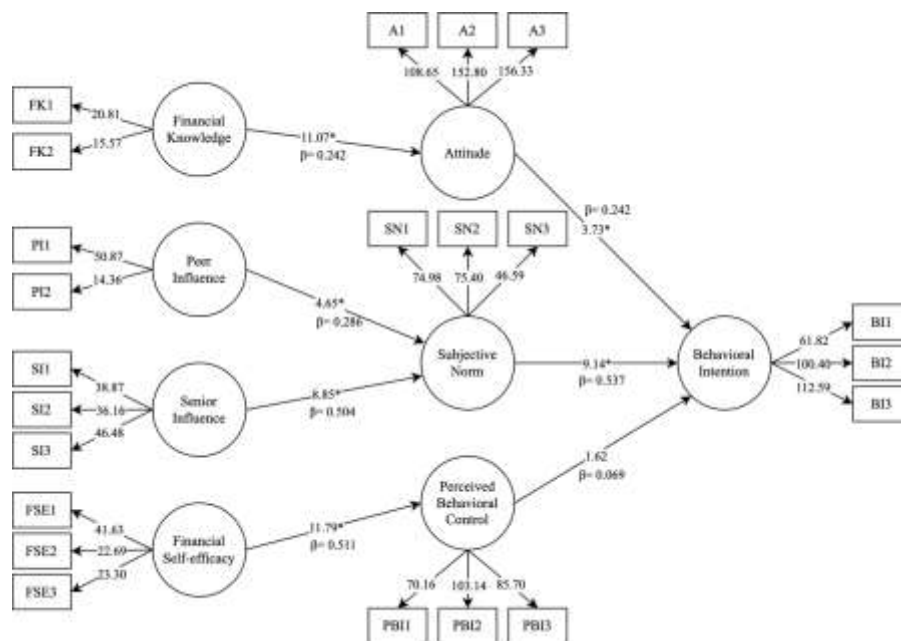 A1 A2 A3
108.65 152.80 156.33
FK1
20.81
FK2
15.57
Financial
Knowledge
11.07*
β= 0.242
Attitude
β= 0.242
3.73*
SN1 SN2 SN3
74.98 75.40 46.59
PI1
50.87
PI2
14.36
Peer
Influence
4.65*
β= 0.286
Subjective
Norm
9.14*
β= 0.537
Behavioral
Intention
61.82
BI1
100.40
BI2
112.59
BI3
SI1
38.87
SI2
36.16
SI3
46.48
Senior
Influence
8.85*
β= 0.504
1.62
β= 0.069
Perceived
Behavioral
Control
FSE1
41.63
FSE2
22.69
FSE3
23.30
Financial
Self-efficacy
11.79*
β= 0.511
70.16 103.14 85.70
PBI1 PBI2 PBI3